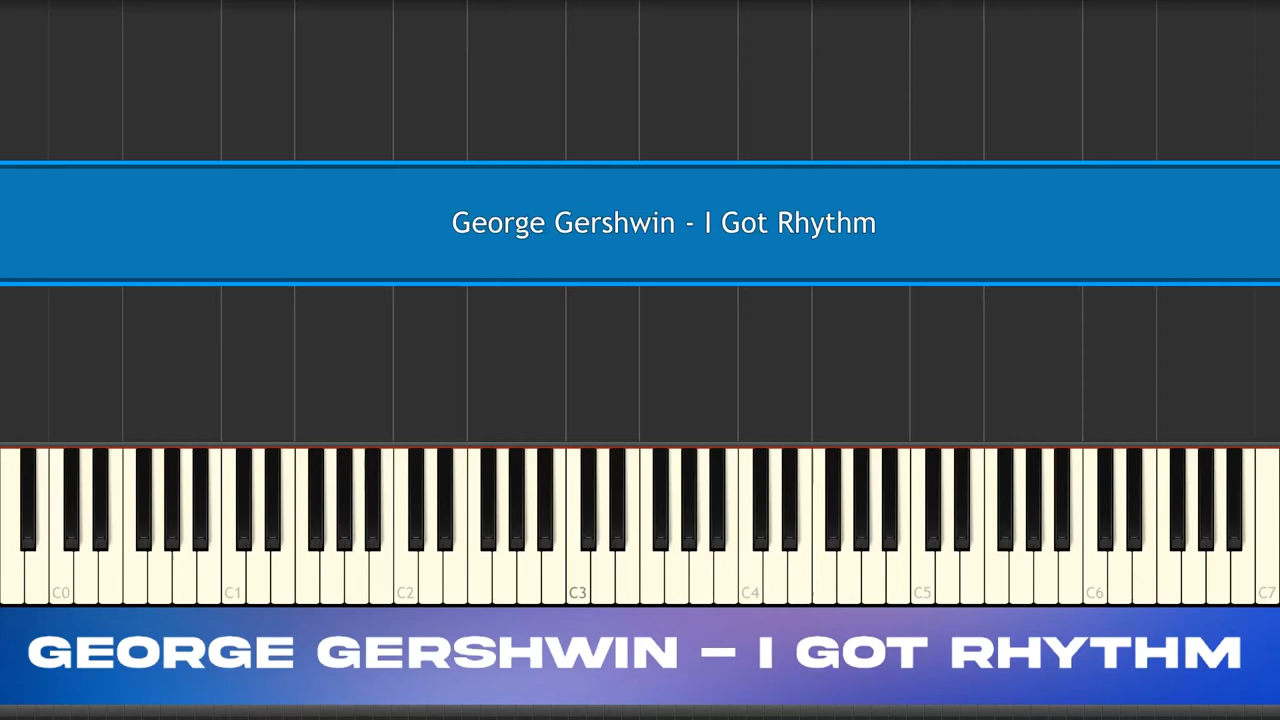 George Gershwin - I Got Rhythm
C0 C1 C2 C3 C4 C5 C6 C7
GEORGE GERSHWIN – I GOT RHYTHM